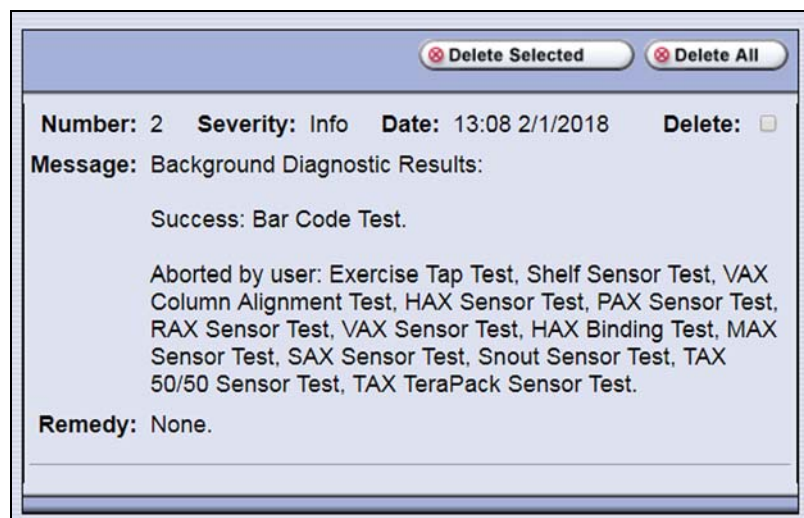 Delete Selected Delete All
Number: 2 Severity: Info Date: 13:08 2/1/2018 Delete:
Message: Background Diagnostic Results:
Success: Bar Code Test.
Aborted by user: Exercise Tap Test, Shelf Sensor Test, VAX
Column Alignment Test, HAX Sensor Test, PAX Sensor Test,
RAX Sensor Test, VAX Sensor Test, HAX Binding Test, MAX
Sensor Test, SAX Sensor Test, Snout Sensor Test, TAX
50/50 Sensor Test, TAX TeraPack Sensor Test.
Remedy: None.